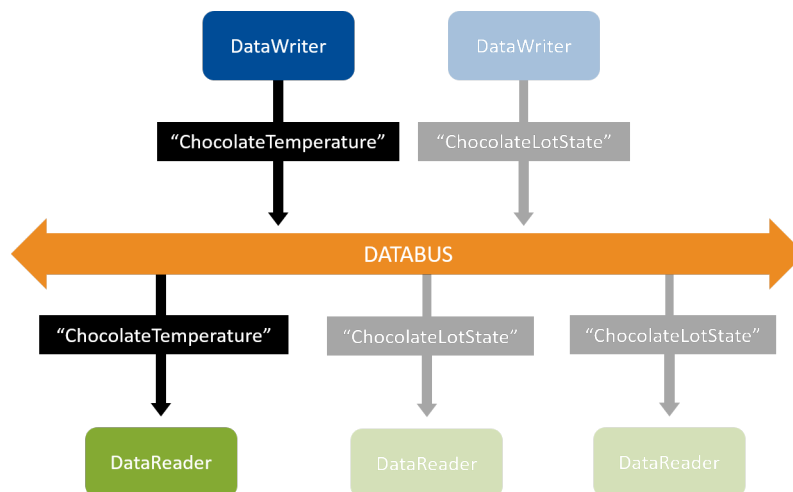 DataWriter
DataWriter
“ChocolateTemperature”
“ChocolateLotState”
DATABUS
“ChocolateTemperature”
“ChocolateLotState”
“ChocolateLotState”
DataReader
DataReader
DataReader